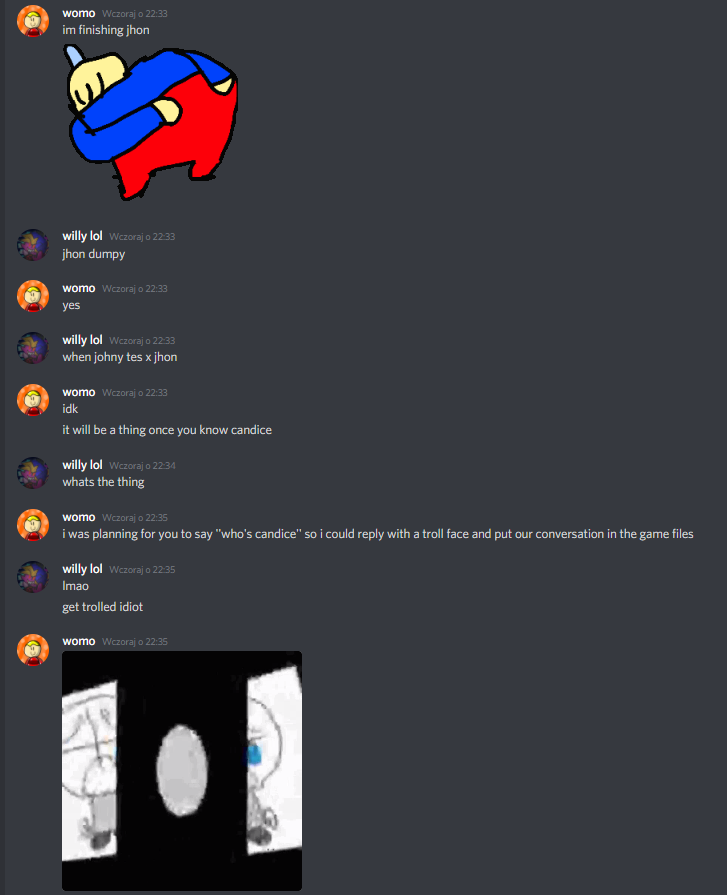 womo Wczoraj o 22:33
im finishing jhon
willy lol Wczoraj o 22:33
jhon dumpy
womo Wczoraj o 22:33
yes
willy lol Wczoraj o 22:33
when johny tes x jhon
womo Wczoraj o 22:33
idk
it will be a thing once you know candice
willy lol Wczoraj o 22:34
whats the thing
womo Wczoraj o 22:35
i was planning for you to say "who's candice" so i could reply with a troll face and put our conversation in the game files
willy lol Wczoraj o 22:35
lmao
get trolled idiot
womo Wczoraj o 22:35